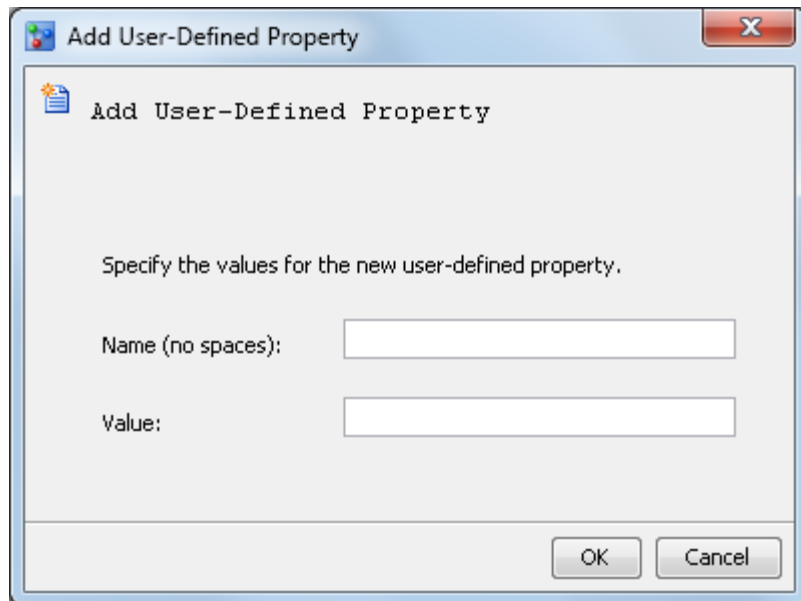 Add User-Defined Property
Add User-Defined Property
Specify the values for the new user-defined property.
Name (no spaces):
Value:
OK
Cancel